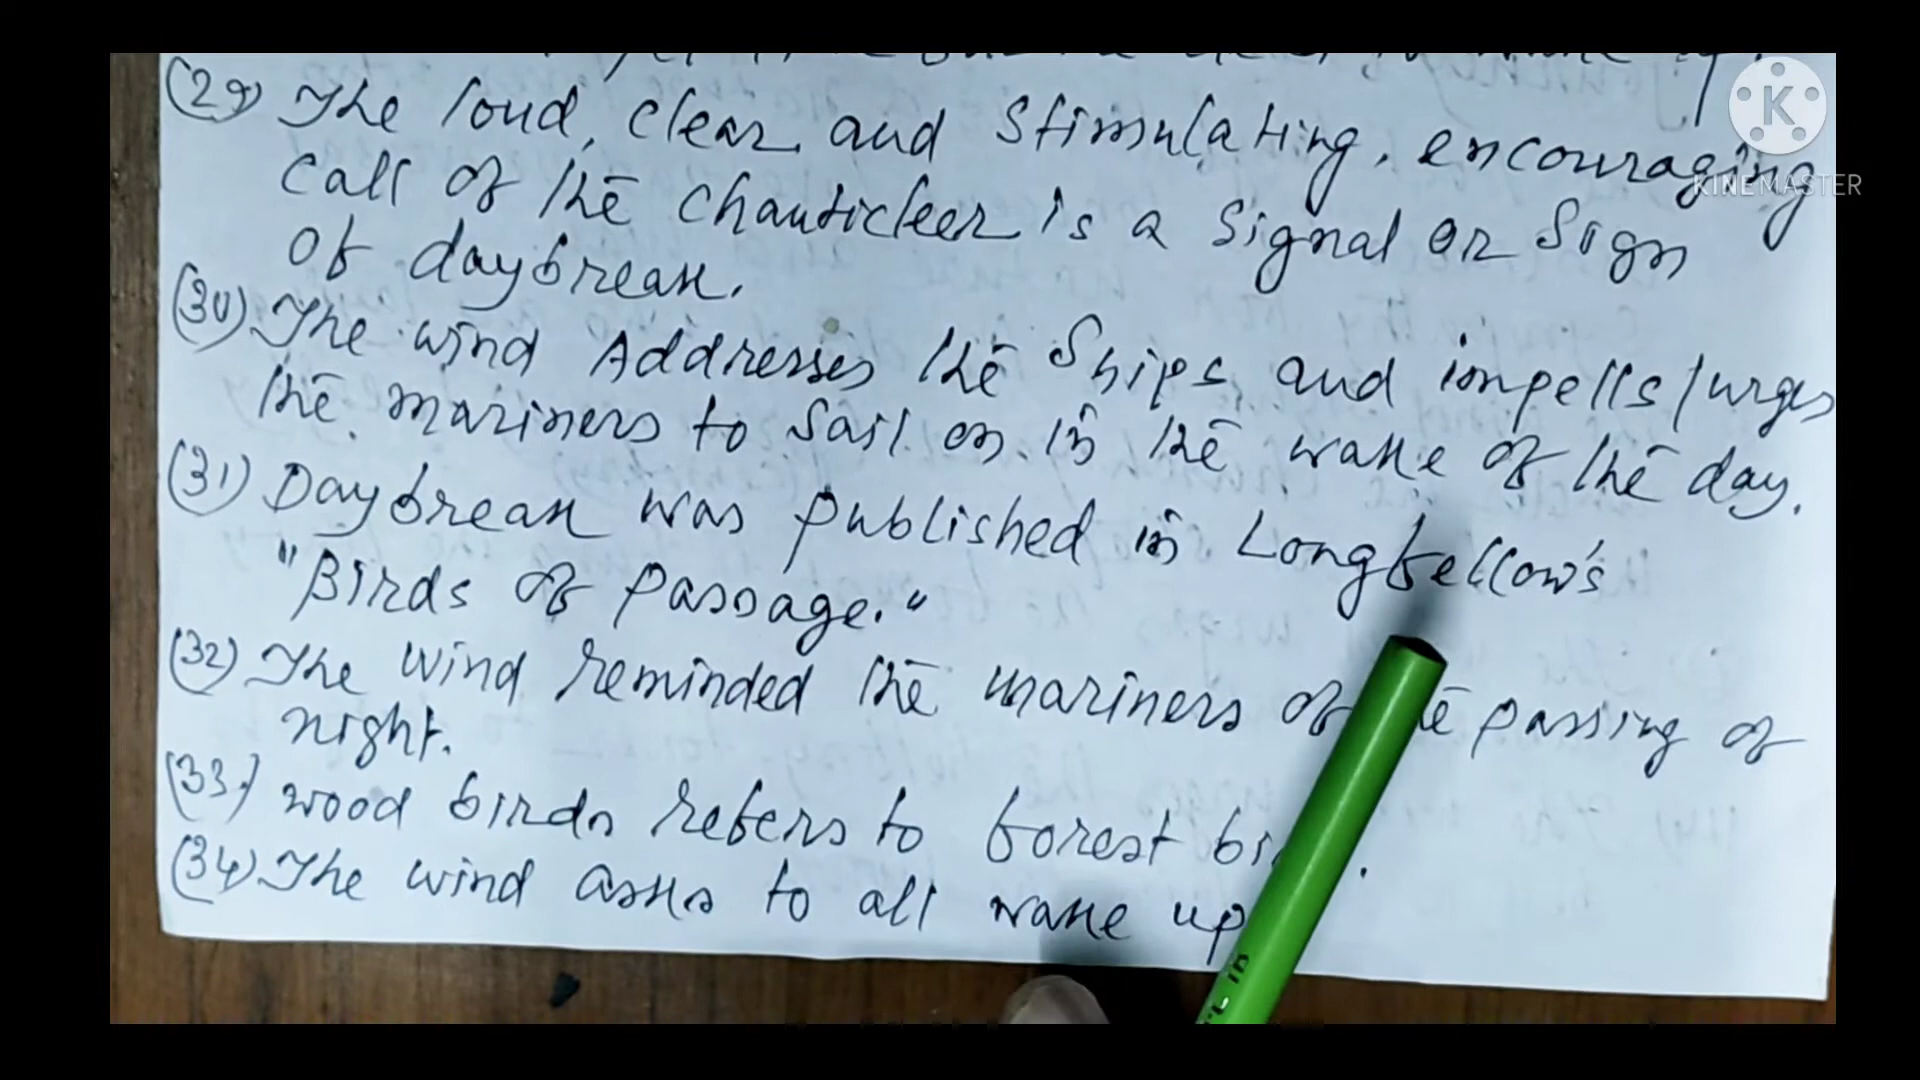 (29) The loud, clear and stimulating, encouraging
call of the chanticleer is a signal or sign
of daybreak.
(30) The wind Addresses the ships and impells/urges
the mariners to sail on in the wake of the day.
(31) Daybreak was published in Longfellow's
"Birds of passage."
(32) The wind reminded the mariners of passing of
night.
(33) wood birds refers to forest
(34) The wind asks to all wake up
K
KINEMASTER